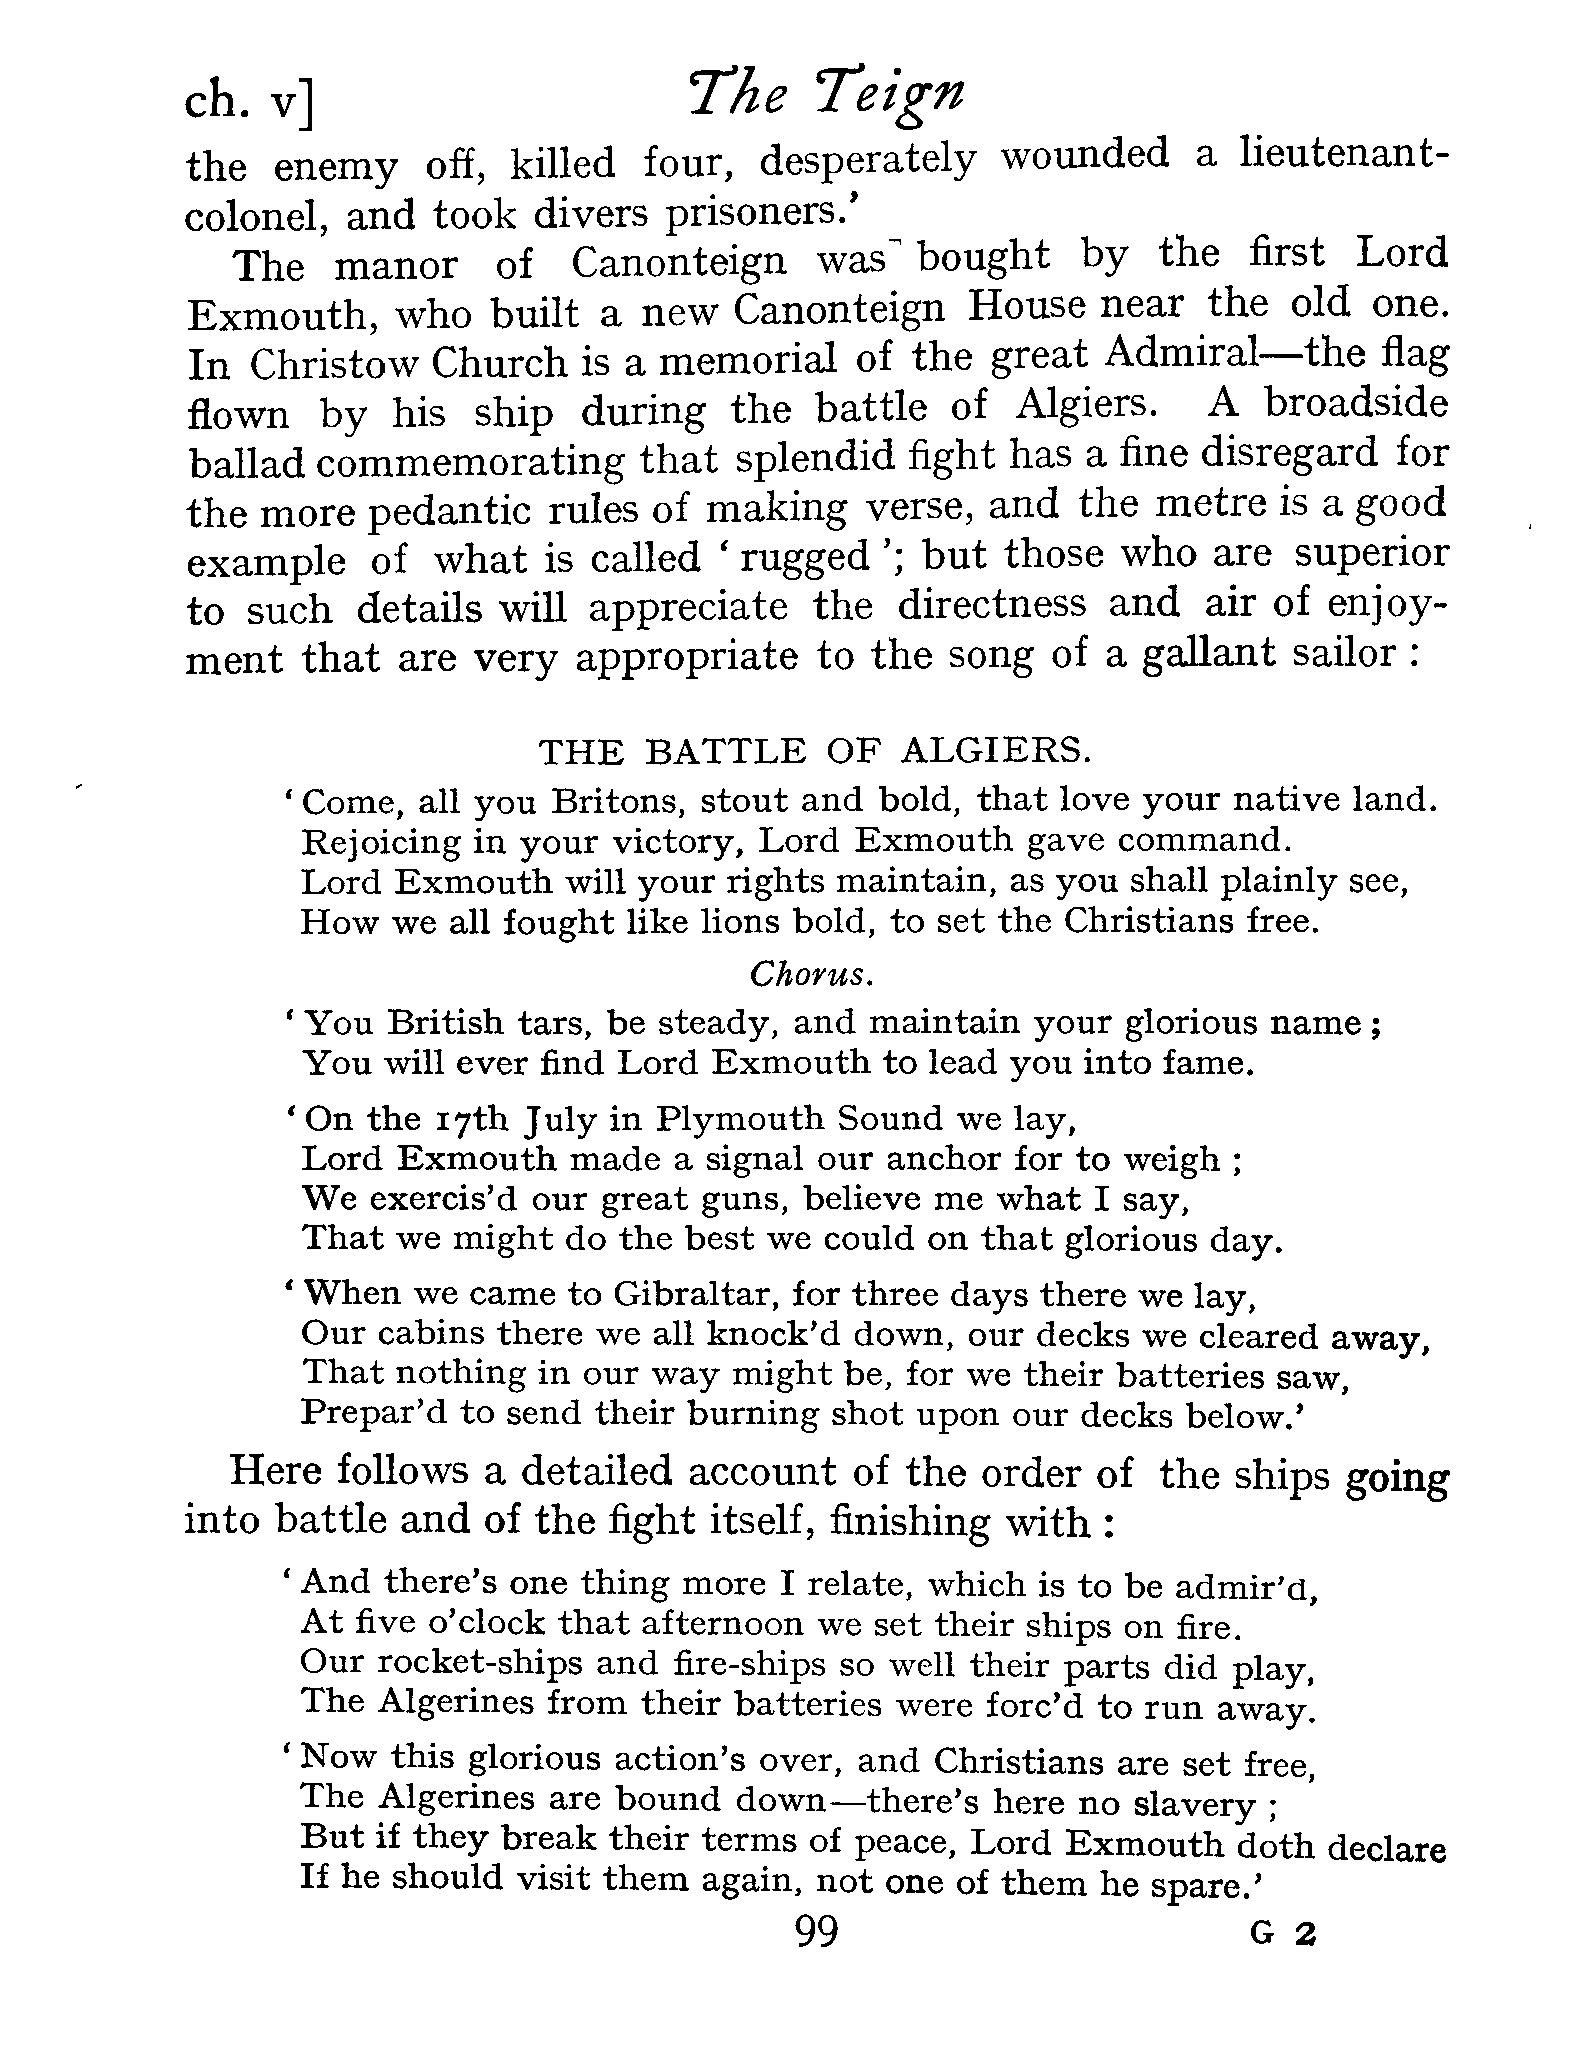 ch. v]
The Teign
the enemy off, killed four, desperately wounded a lieutenant-
colonel, and took divers prisoners.’
The manor of Canonteign was bought by the first Lord
Exmouth, who built a new Canonteign House near the old one.
In Christow Church is a memorial of the great Admiral—the flag
flown by his ship during the battle of Algiers. A broadside
ballad commemorating that splendid fight has a fine disregard for
the more pedantic rules of making verse, and the metre is a good
example of what is called ‘ rugged ’; but those who are superior
to such details will appreciate the directness and air of enjoy-
ment that are very appropriate to the song of a gallant sailor :
THE BATTLE OF ALGIERS.
‘ Come, all you Britons, stout and bold, that love your native land.
Rejoicing in your victory, Lord Exmouth gave command.
Lord Exmouth will your rights maintain, as you shall plainly see,
How we all fought like lions bold, to set the Christians free.
Chorus.
‘ You British tars, be steady, and maintain your glorious name ;
You will ever find Lord Exmouth to lead you into fame.
‘ On the 17th July in Plymouth Sound we lay,
Lord Exmouth made a signal our anchor for to weigh ;
We exercis’d our great guns, believe me what I say,
That we might do the best we could on that glorious day.
‘ When we came to Gibraltar, for three days there we lay,
Our cabins there we all knock’d down, our decks we cleared away,
That nothing in our way might be, for we their batteries saw,
Prepar’d to send their burning shot upon our decks below.’
Here follows a detailed account of the order of the ships going
into battle and of the fight itself, finishing with :
‘ And there’s one thing more I relate, which is to be admir’d,
At five o’clock that afternoon we set their ships on fire.
Our rocket-ships and fire-ships so well their parts did play,
The Algerines from their batteries were forc’d to run away.
‘ Now this glorious action’s over, and Christians are set free,
The Algerines are bound down—there’s here no slavery ;
But if they break their terms of peace, Lord Exmouth doth declare
If he should visit them again, not one of them he spare.’
99
G 2